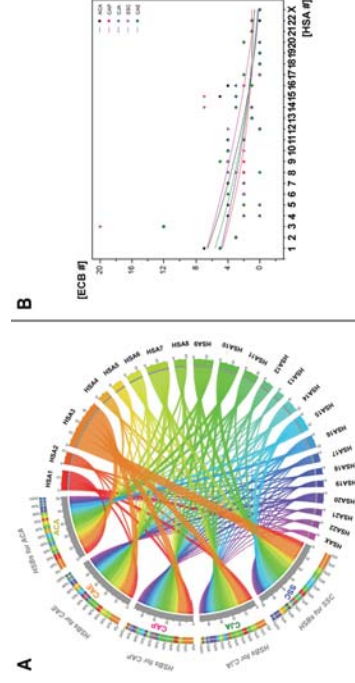 A
HSA1
HSA2
HSA3
HSA4
HSA5
HSA6
HSA7
HSA8
HSA9
HSA10
HSA11
HSA12
HSA13
HSA14
HSA15
HSA16
HSA17
HSA18
HSA19
HSA20
HSA21
HSA22
HSAX
ACA
CAE
CAP
CJA
SSC
HSBs for ACA
HSBs for CAE
HSBs for CAP
HSBs for CJA
HSBs for SSC
B
[ECB #]
20
16
12
8
4
0
1 2 3 4 5 6 7 8 9 10 11 12 13 14 15 16 17 18 19 20 21 22 X
[HSA #]
ACA
CAP
CJA
SSC
CAE